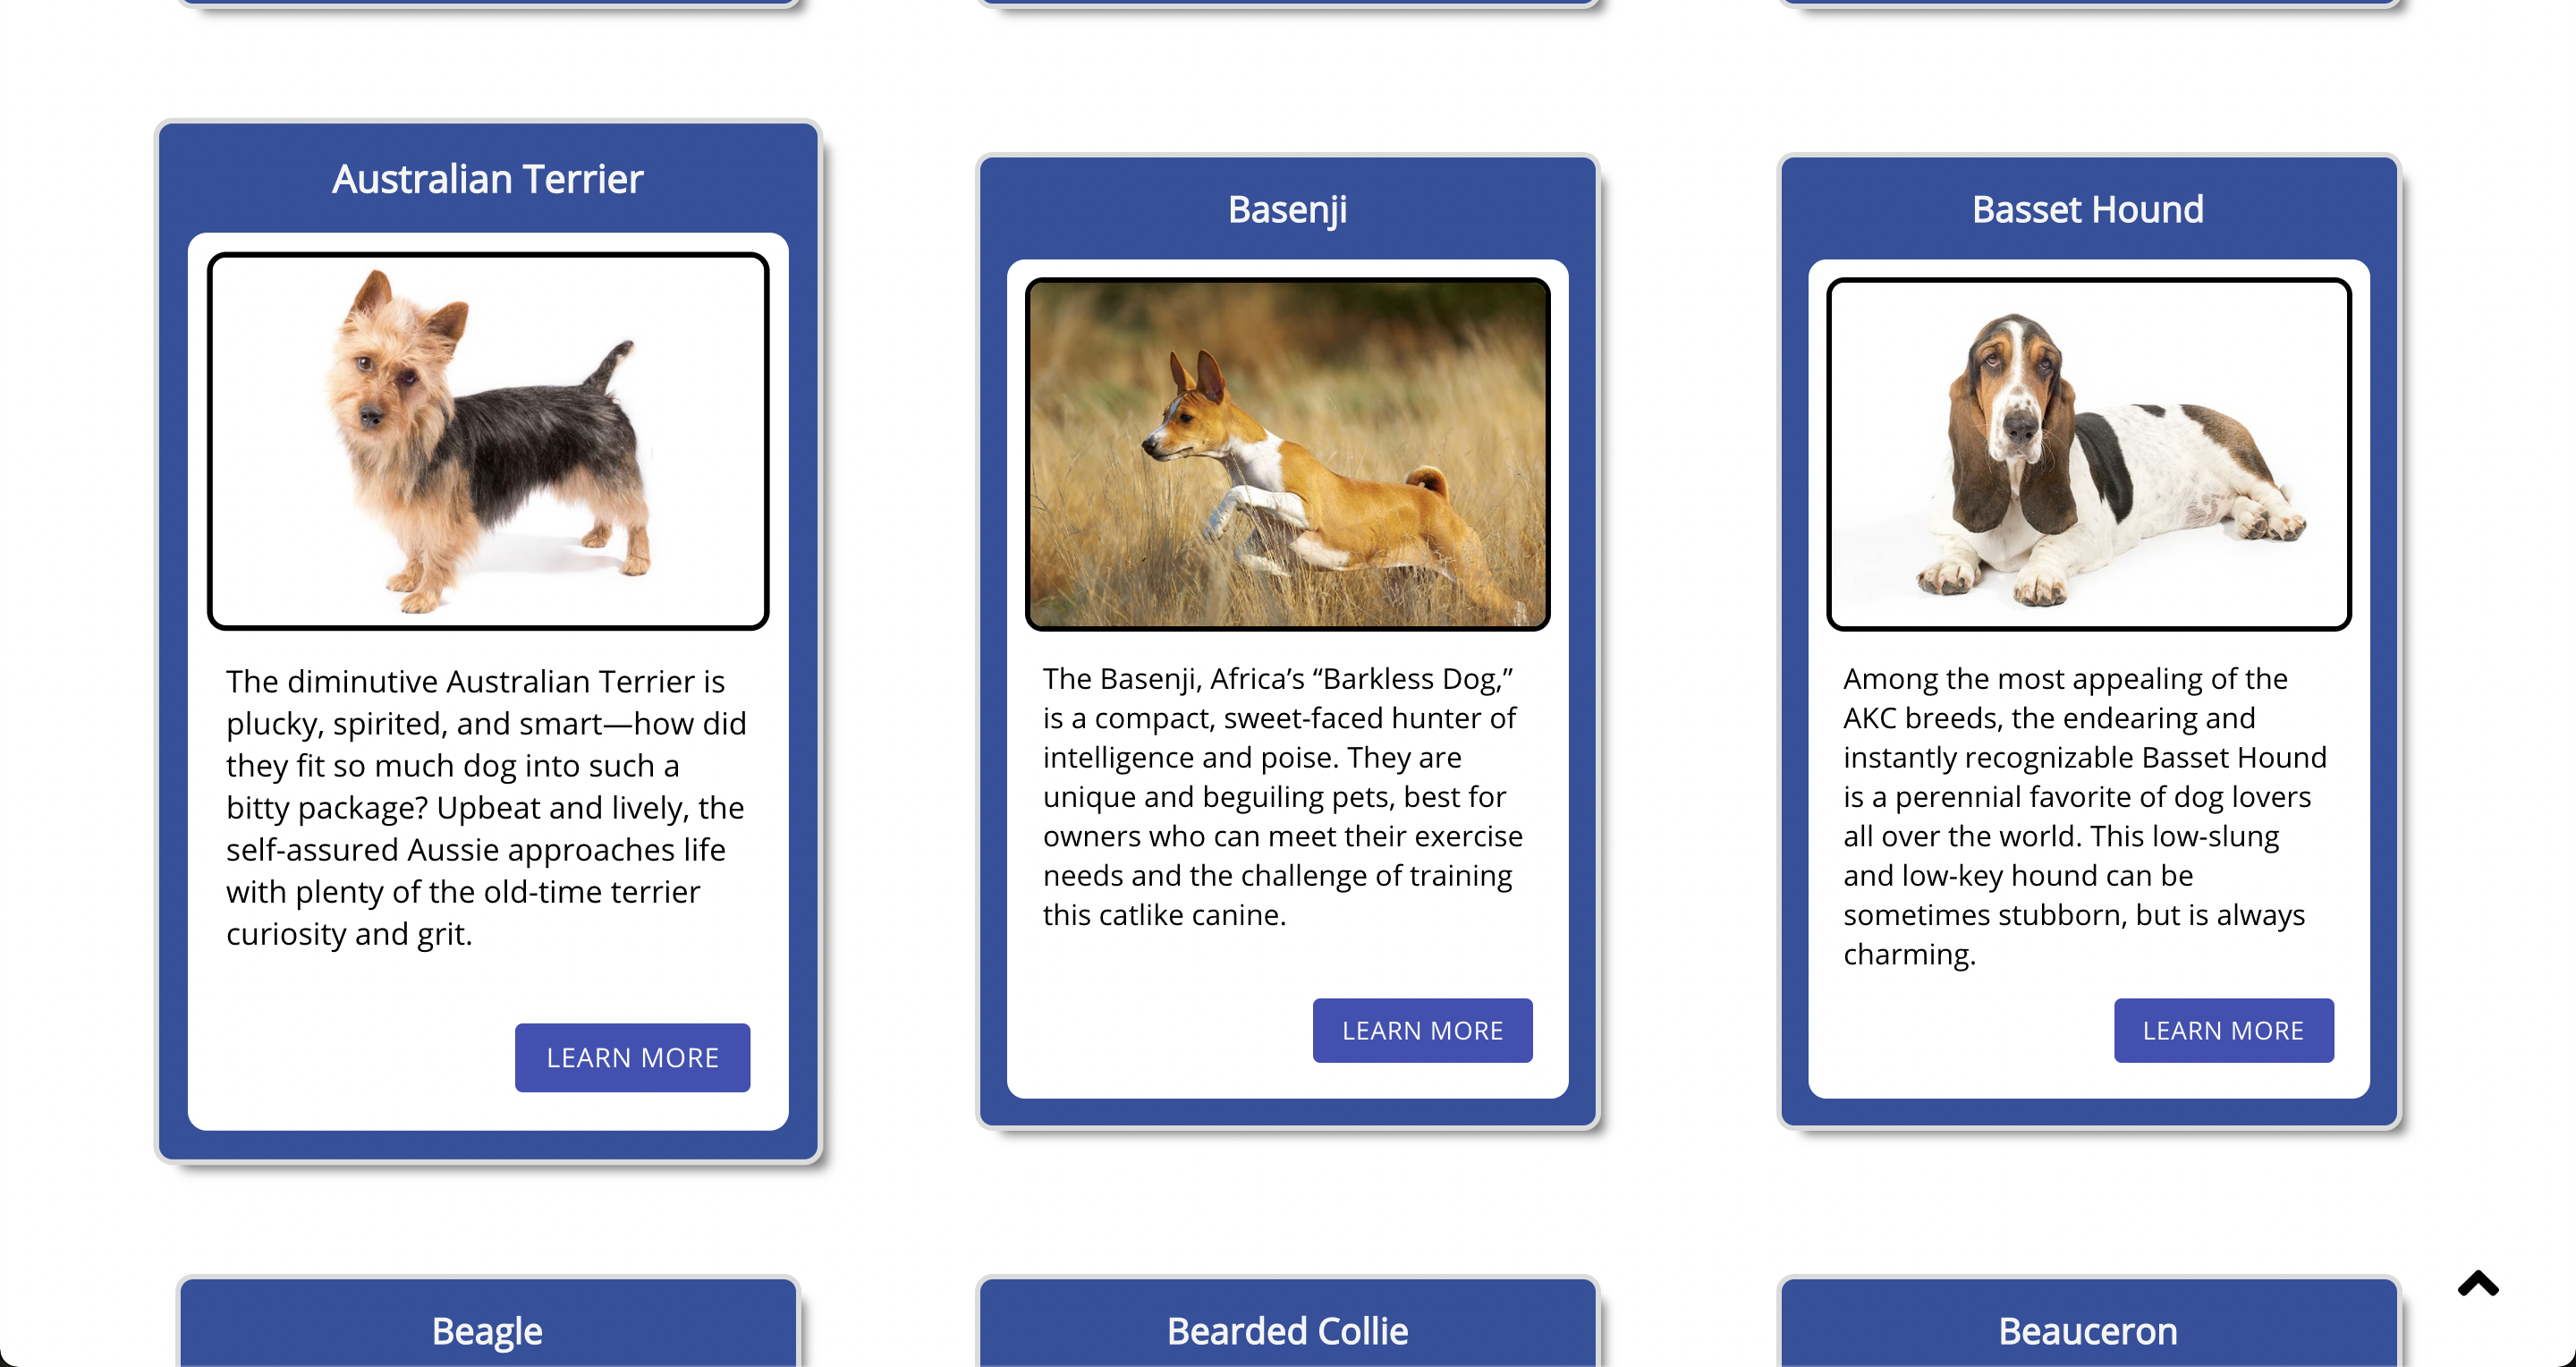 Australian Terrier
The diminutive Australian Terrier is
plucky, spirited, and smart—how did
they fit so much dog into such a
bitty package? Upbeat and lively, the
self-assured Aussie approaches life
with plenty of the old-time terrier
curiosity and grit.
LEARN MORE
Basenji
The Basenji, Africa’s “Barkless Dog,”
is a compact, sweet-faced hunter of
intelligence and poise. They are
unique and beguiling pets, best for
owners who can meet their exercise
needs and the challenge of training
this catlike canine.
LEARN MORE
Basset Hound
Among the most appealing of the
AKC breeds, the endearing and
instantly recognizable Basset Hound
is a perennial favorite of dog lovers
all over the world. This low-slung
and low-key hound can be
sometimes stubborn, but is always
charming.
LEARN MORE
Beagle
Bearded Collie
Beauceron